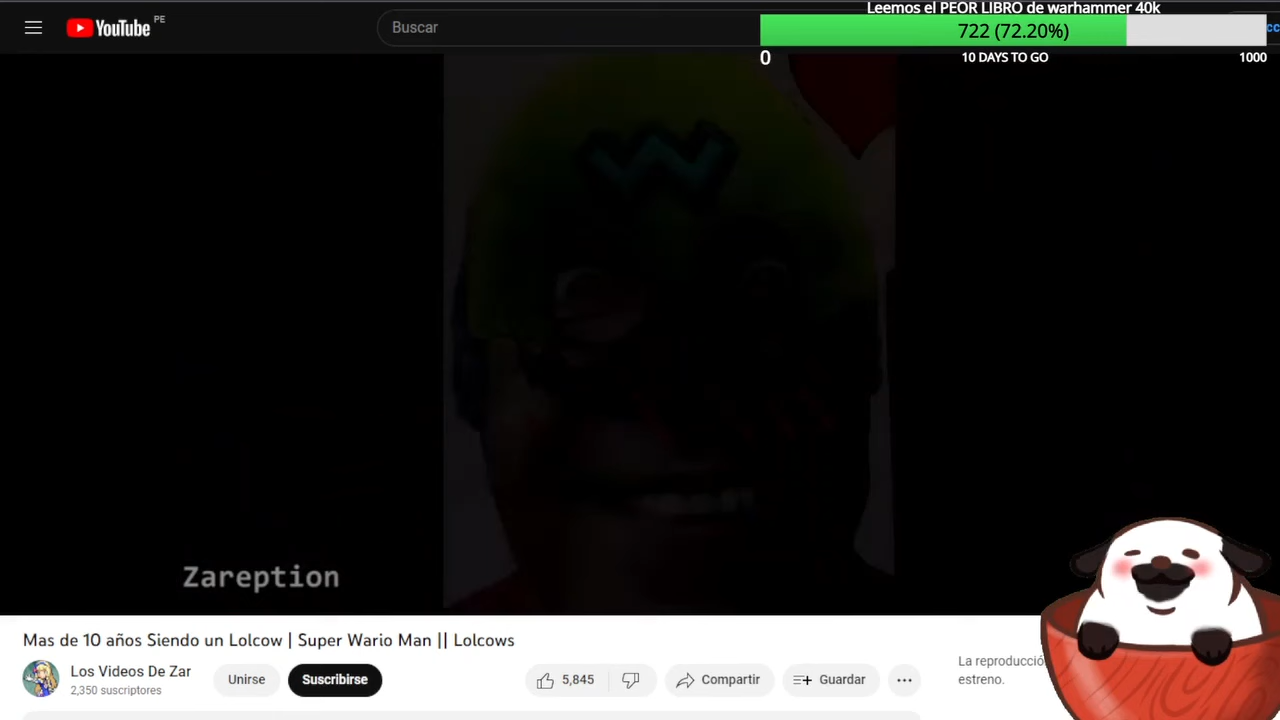 Leemos el PEOR LIBRO de warhammer 40k
YouTube PE
Buscar
722 (72.20%)
0
10 DAYS TO GO
1000
W
Zareption
Mas de 10 años Siendo un Lolcow | Super Wario Man || Lolcows
Los Videos De Zar
2,350 suscriptores
Unirse
Suscribirse
5,845
Compartir
Guardar
La reproducció
estreno.